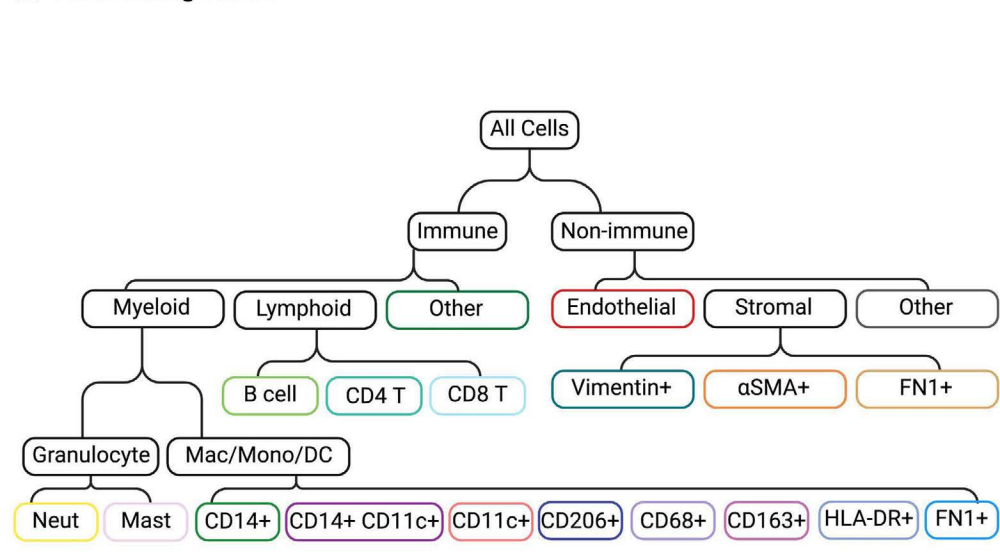 All Cells
Immune
Non-immune
Myeloid
Lymphoid
Other
Endothelial
Stromal
Other
B cell
CD4 T
CD8 T
Vimentin+
αSMA+
FN1+
Granulocyte
Mac/Mono/DC
Neut
Mast
CD14+
CD14+ CD11c+
CD11c+
CD206+
CD68+
CD163+
HLA-DR+
FN1+